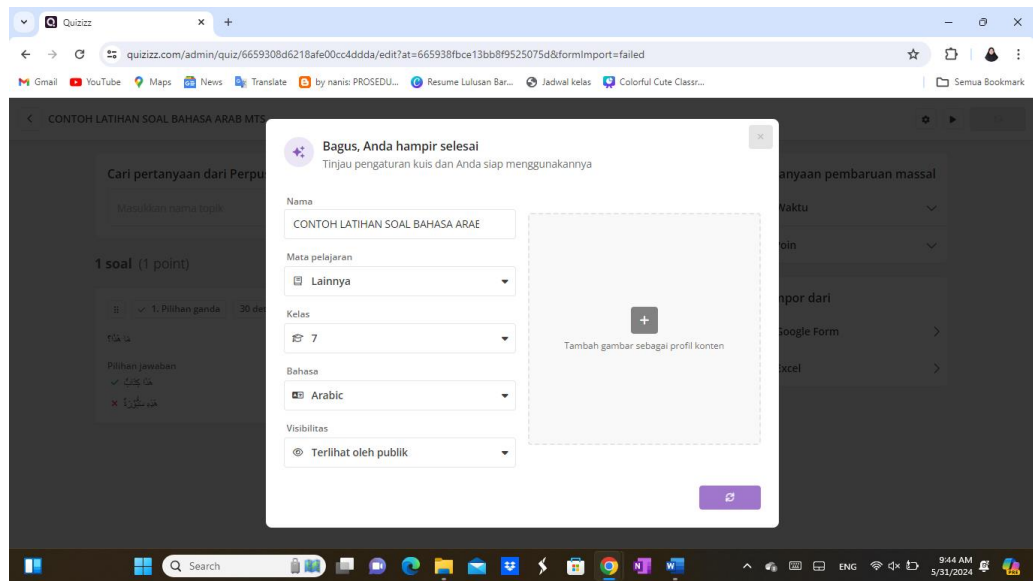 Quizizz
quizizz.com/admin/quiz/6659308d6218afe00cc4ddda/edit?at=665938fbce13bb8f9525075d&formImport=failed
Gmail YouTube Maps News Translate by nanis: PROSEDU... Resume Lulusan Bar... Jadwal kelas Colorful Cute Classr... Semua Bookmark
CONTOH LATIHAN SOAL BAHASA ARAB MTS
Cari pertanyaan dari Perpu
Masukkan nama topik
1 soal (1 point)
1. Pilihan ganda 30 det
Pilihan jawaban
Bagus, Anda hampir selesai
Tinjau pengaturan kuis dan Anda siap menggunakannya
Nama
CONTOH LATIHAN SOAL BAHASA ARAE
Mata pelajaran
Lainnya
Kelas
7
Bahasa
Arabic
Visibilitas
Terlihat oleh publik
Tambah gambar sebagai profil konten
anyaan pembaruan massal
Waktu
oin
npor dari
Google Form
Excel
Search
ENG
9:44 AM
5/31/2024